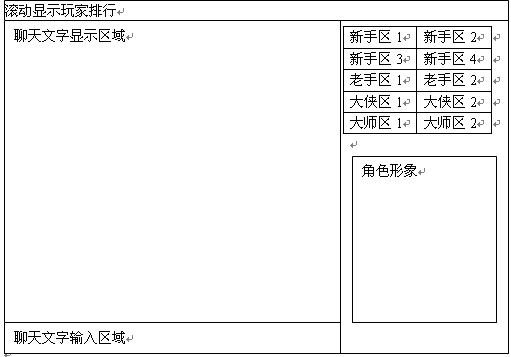 滚动显示玩家排行
聊天文字显示区域
新手区 1 新手区 2
新手区 3 新手区 4
老手区 1 老手区 2
大侠区 1 大侠区 2
大师区 1 大师区 2
角色形象
聊天文字输入区域